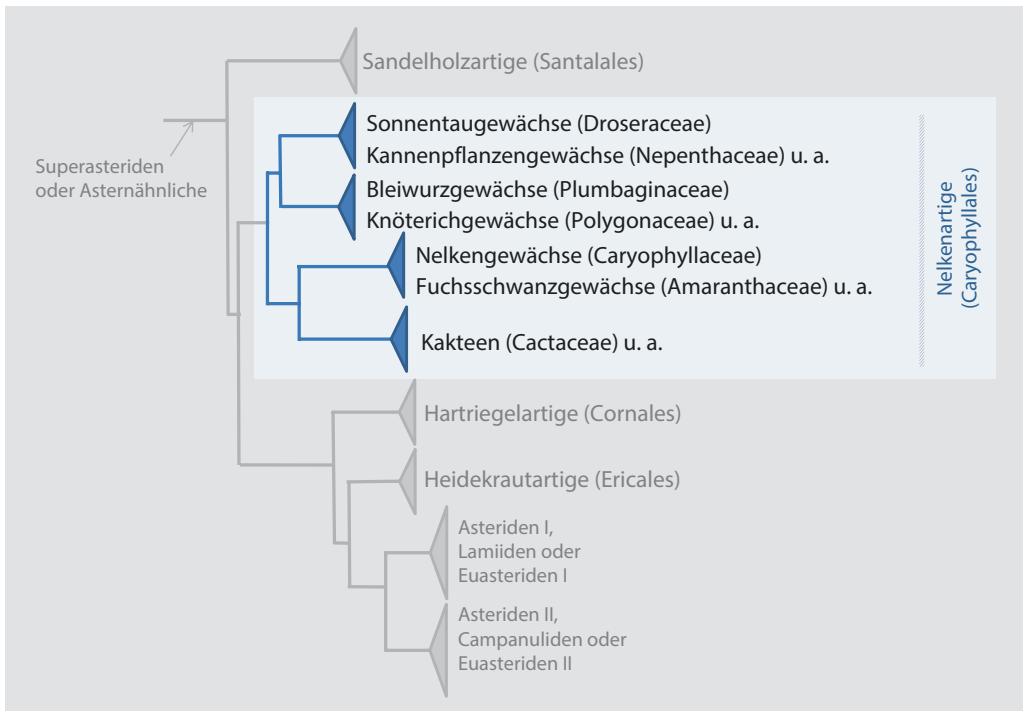 Sandelholzartige (Santalales)
Superasteriden
oder Asternähnliche
Sonnentaugewächse (Droseraceae)
Kannenpflanzengewächse (Nepenthaceae) u. a.
Bleiwurzgewächse (Plumbaginaceae)
Knöterichgewächse (Polygonaceae) u. a.
Nelkengewächse (Caryophyllaceae)
Fuchsschwanzgewächse (Amaranthaceae) u. a.
Kakteen (Cactaceae) u. a.
Nelkenartige
(Caryophyllales)
Hartriegelartige (Cornales)
Heidekrautartige (Ericales)
Asteriden I,
Lamiiden oder
Euasteriden I
Asteriden II,
Campanuliden oder
Euasteriden II